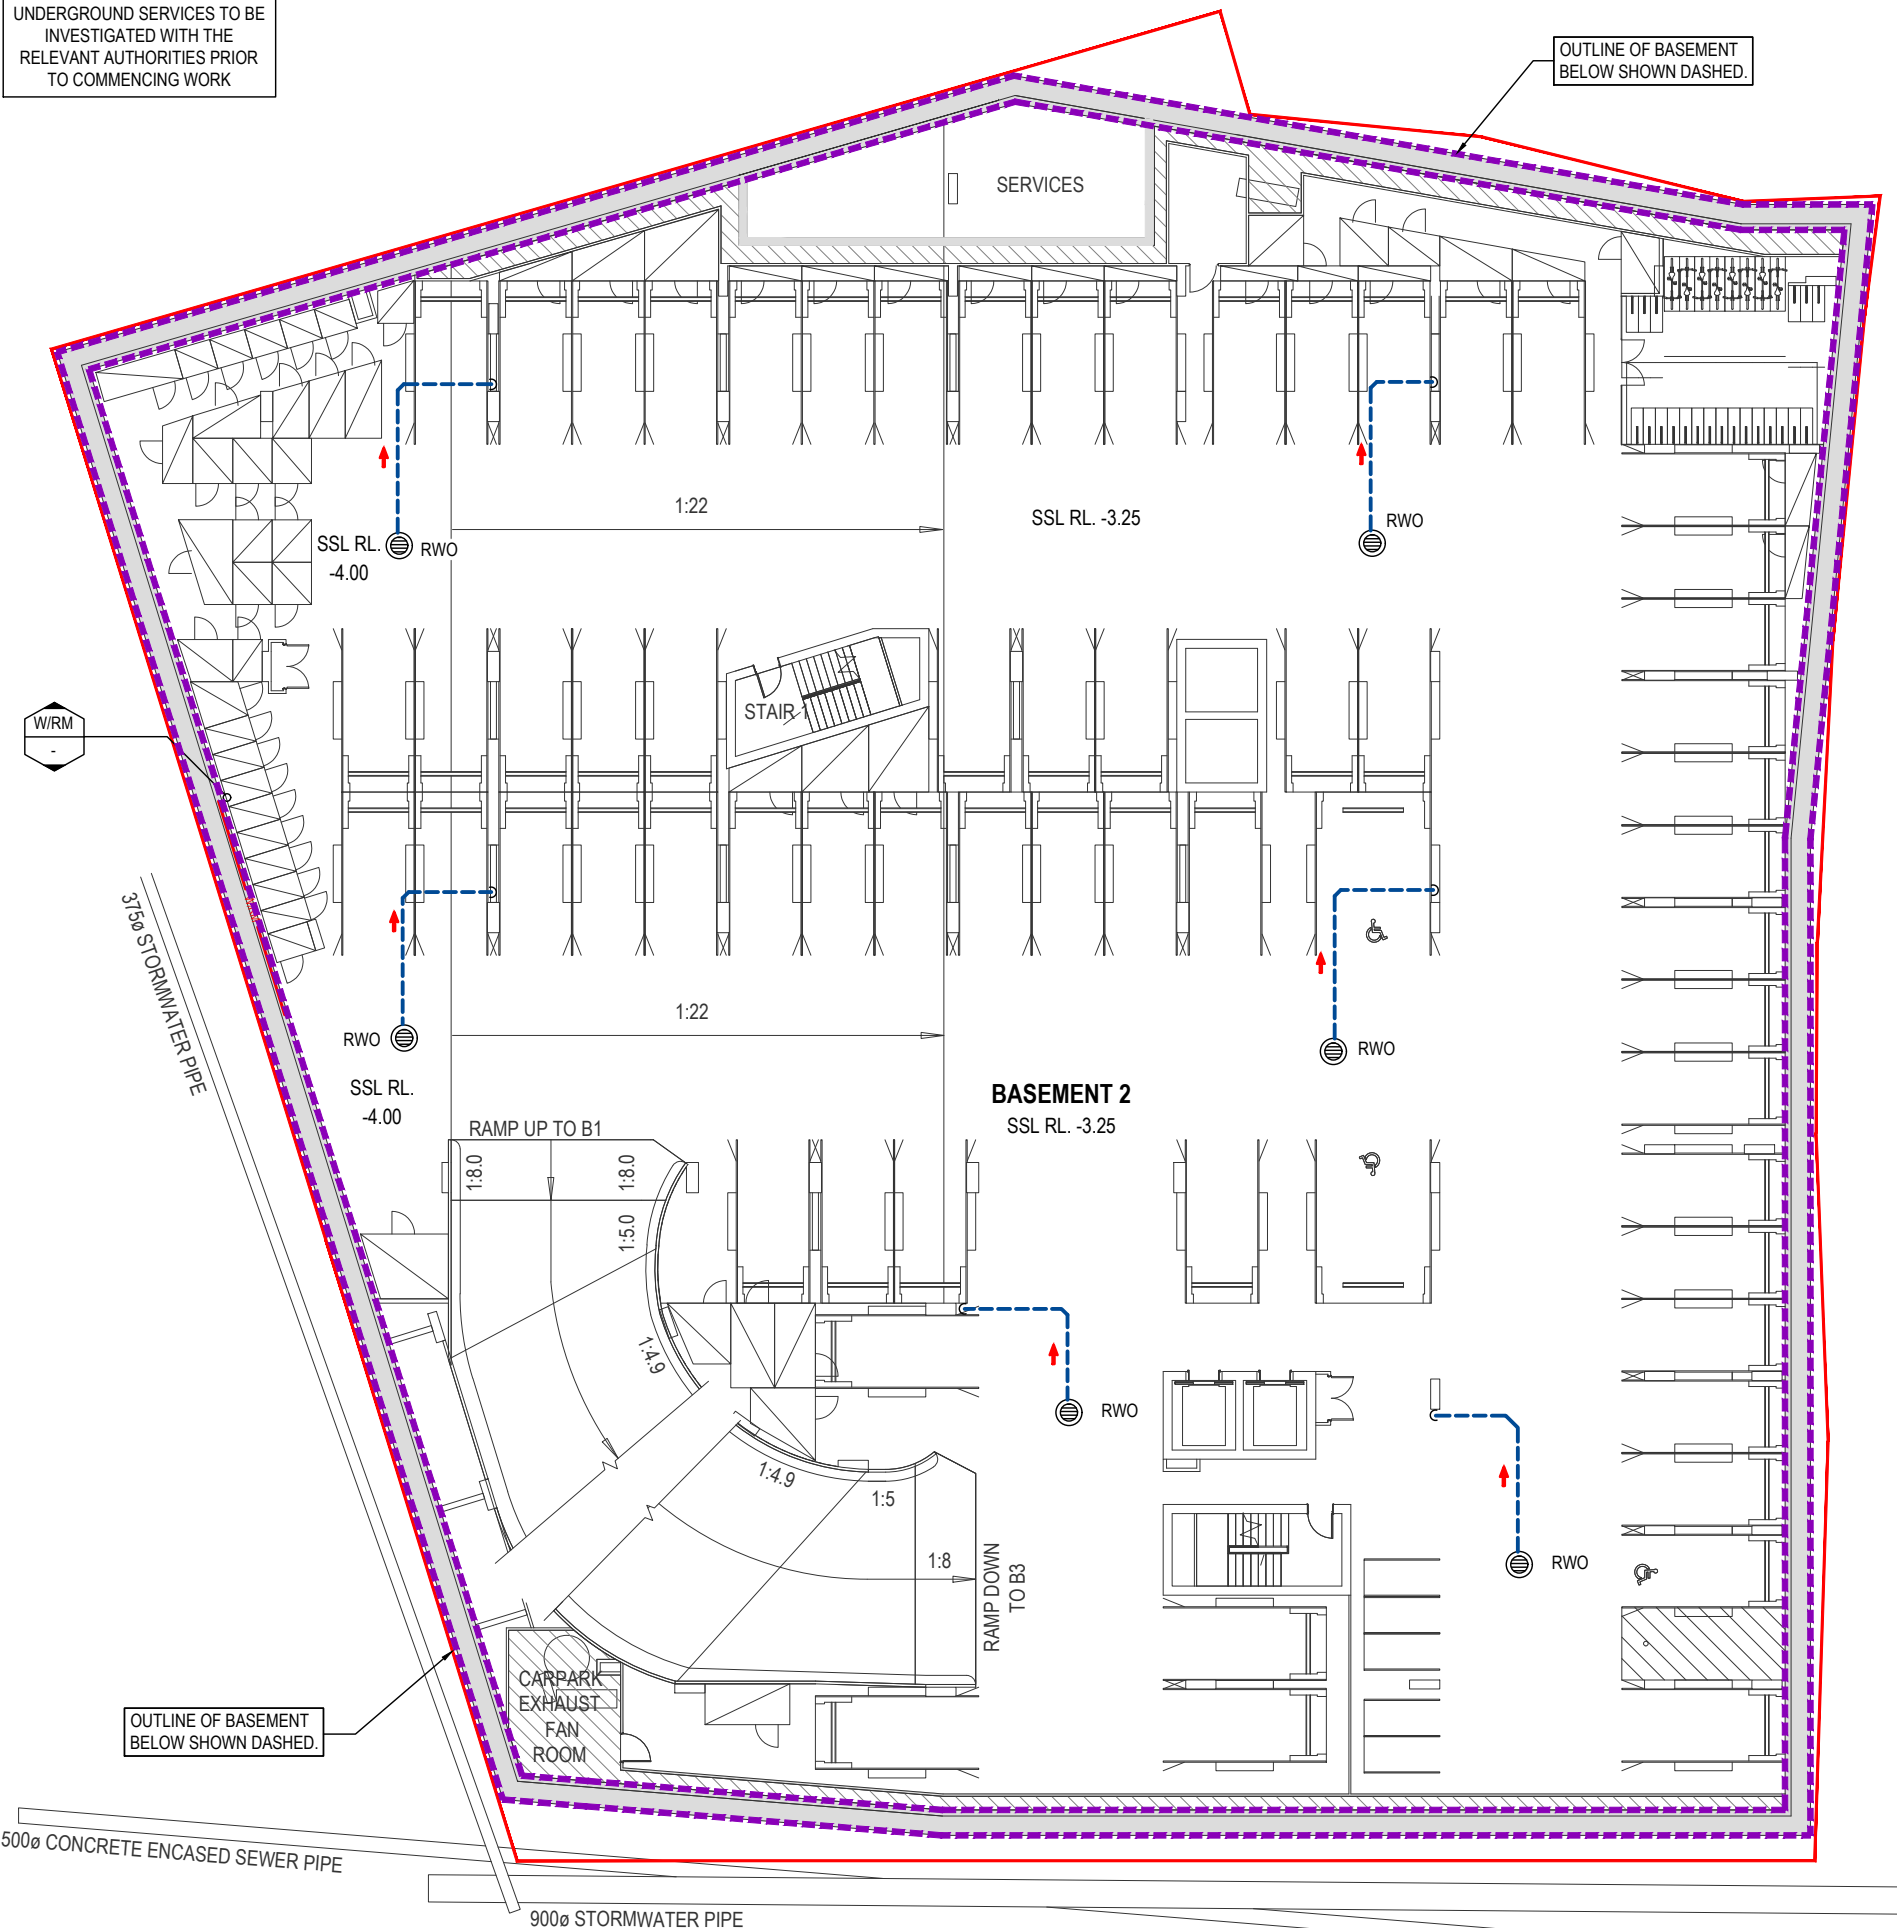 UNDERGROUND SERVICES TO BE
INVESTIGATED WITH THE
RELEVANT AUTHORITIES PRIOR
TO COMMENCING WORK
OUTLINE OF BASEMENT
BELOW SHOWN DASHED.
SERVICES
1:22
SSL RL. -3.25
RWO
SSL RL.
-4.00
RWO
STAIR 1
W/RM
-
375ø STORMWATER PIPE
1:22
RWO
RWO
SSL RL.
-4.00
BASEMENT 2
SSL RL. -3.25
RAMP UP TO B1
1:8.0
1:8.0
1:5.0
1:4.9
RWO
1:4.9
1:5
1:8
RAMP DOWN
TO B3
RWO
CARPARK
EXHAUST
FAN
ROOM
OUTLINE OF BASEMENT
BELOW SHOWN DASHED.
500ø CONCRETE ENCASED SEWER PIPE
900ø STORMWATER PIPE